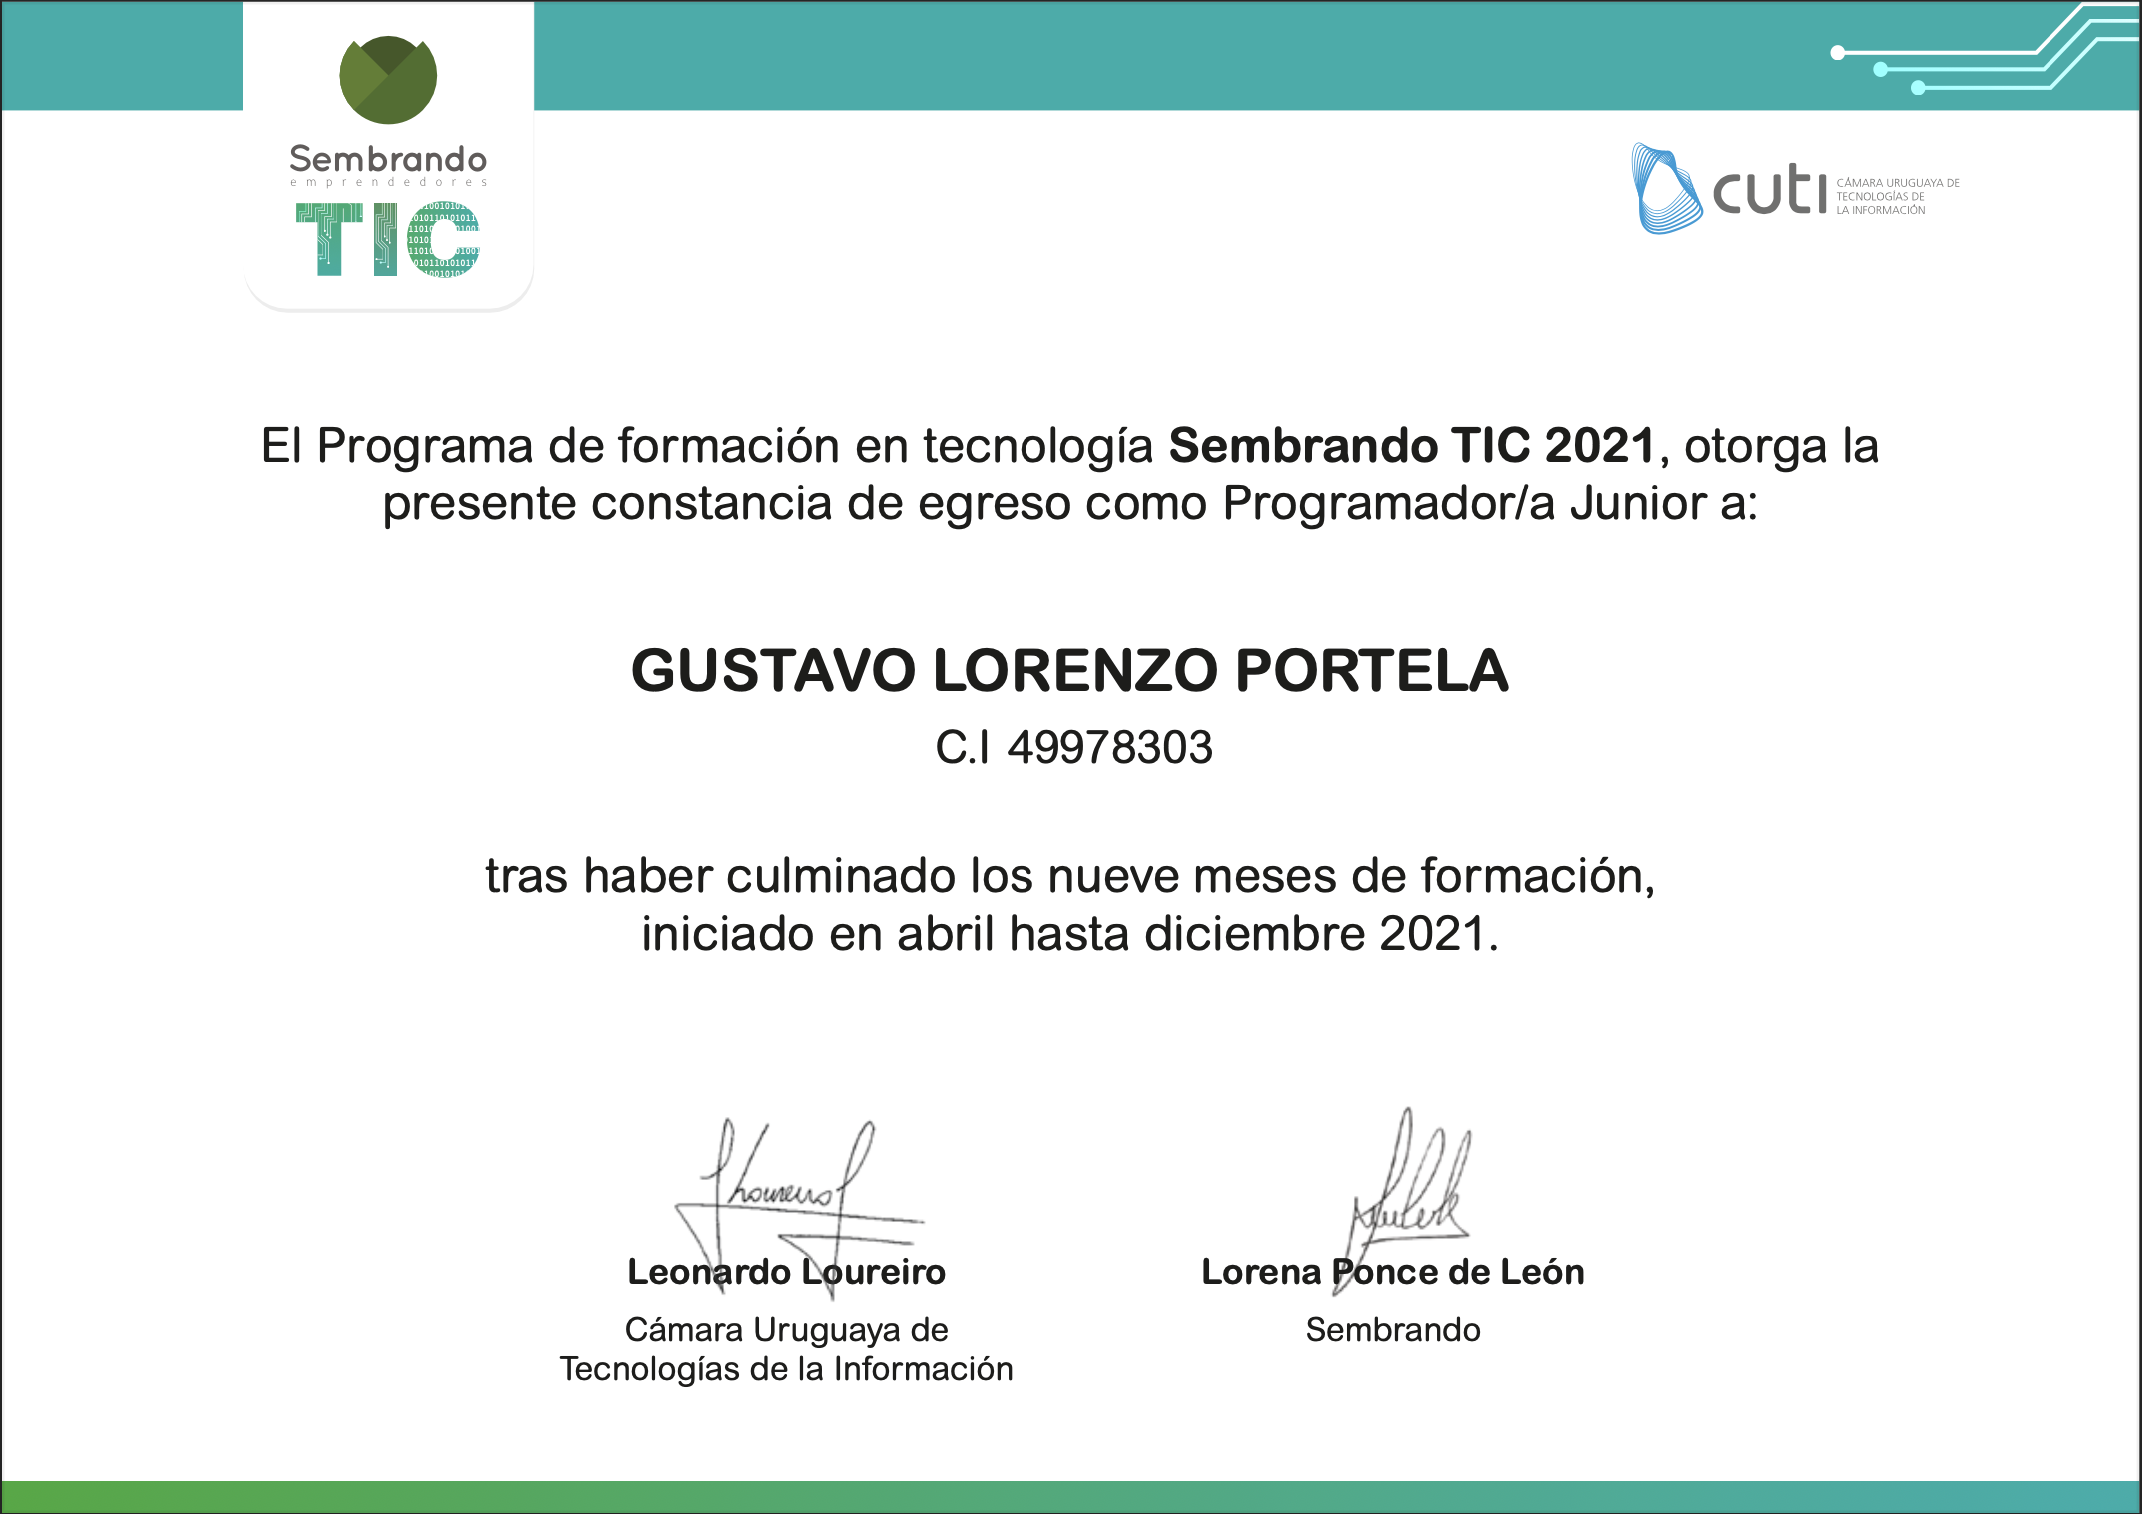 Sembrando
emprendedores
TIC
cuti
CÁMARA URUGUAYA DE
TECNOLOGÍAS DE
LA INFORMACIÓN
El Programa de formación en tecnología Sembrando TIC 2021, otorga la
presente constancia de egreso como Programador/a Junior a:
GUSTAVO LORENZO PORTELA
C.I 49978303
tras haber culminado los nueve meses de formación,
iniciado en abril hasta diciembre 2021.
Leonardo Loureiro
Cámara Uruguaya de
Tecnologías de la Información
Lorena Ponce de León
Sembrando